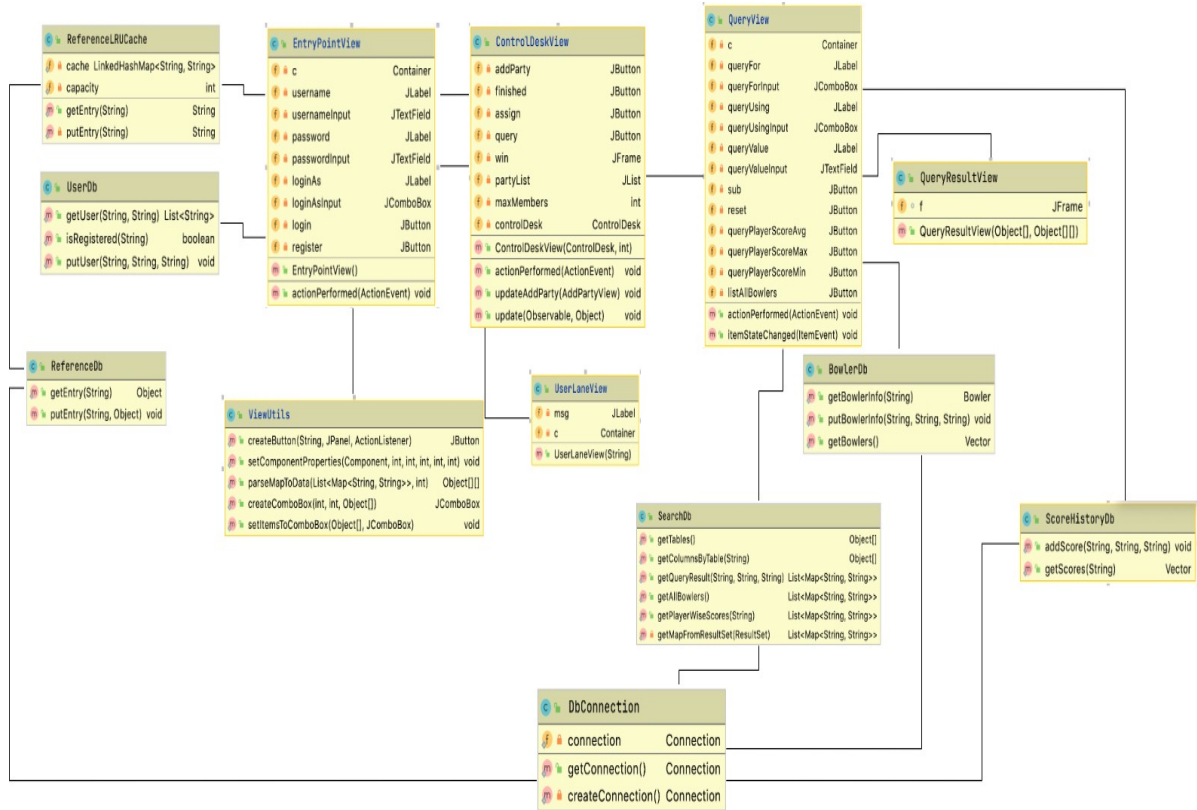 ReferenceLRUCache
cache LinkedHashMap<String, String>
capacity int
getEntry(String) String
putEntry(String) String
UserDb
getUser(String, String) List<String>
isRegistered(String) boolean
putUser(String, String, String) void
ReferenceDb
getEntry(String) Object
putEntry(String, Object) void
EntryPointView
c Container
username JLabel
usernameInput JTextField
password JLabel
passwordInput JTextField
loginAs JLabel
loginAsInput JComboBox
login JButton
register JButton
EntryPointView()
actionPerformed(ActionEvent) void
ViewUtils
createButton(String, JPanel, ActionListener) JButton
setComponentProperties(Component, int, int, int, int, int) void
parseMapToData(List<Map<String, String>>, int) Object[][]
createComboBox(int, int, Object[]) JComboBox
setItemsToComboBox(Object[], JComboBox) void
ControlDeskView
addParty JButton
finished JButton
assign JButton
query JButton
win JFrame
partyList JList
maxMembers int
controlDesk ControlDesk
ControlDeskView(ControlDesk, int)
actionPerformed(ActionEvent) void
updateAddParty(AddPartyView) void
update(Observable, Object) void
UserLaneView
msg JLabel
c Container
UserLaneView(String)
QueryView
c Container
queryFor JLabel
queryForInput JComboBox
queryUsing JLabel
queryUsingInput JComboBox
queryValue JLabel
queryValueInput JTextField
sub JButton
reset JButton
queryPlayerScoreAvg JButton
queryPlayerScoreMax JButton
queryPlayerScoreMin JButton
listAllBowlers JButton
actionPerformed(ActionEvent) void
itemStateChanged(ItemEvent) void
QueryResultView
f JFrame
QueryResultView(Object[], Object[][])
BowlerDb
getBowlerInfo(String) Bowler
putBowlerInfo(String, String, String) void
getBowlers() Vector
SearchDb
getTables() Object[]
getColumnsByTable(String) Object[]
getQueryResult(String, String, String) List<Map<String, String>>
getAllBowlers() List<Map<String, String>>
getPlayerWiseScores(String) List<Map<String, String>>
getMapFromResultSet(ResultSet) List<Map<String, String>>
ScoreHistoryDb
addScore(String, String, String) void
getScores(String) Vector
DbConnection
connection Connection
getConnection() Connection
createConnection() Connection